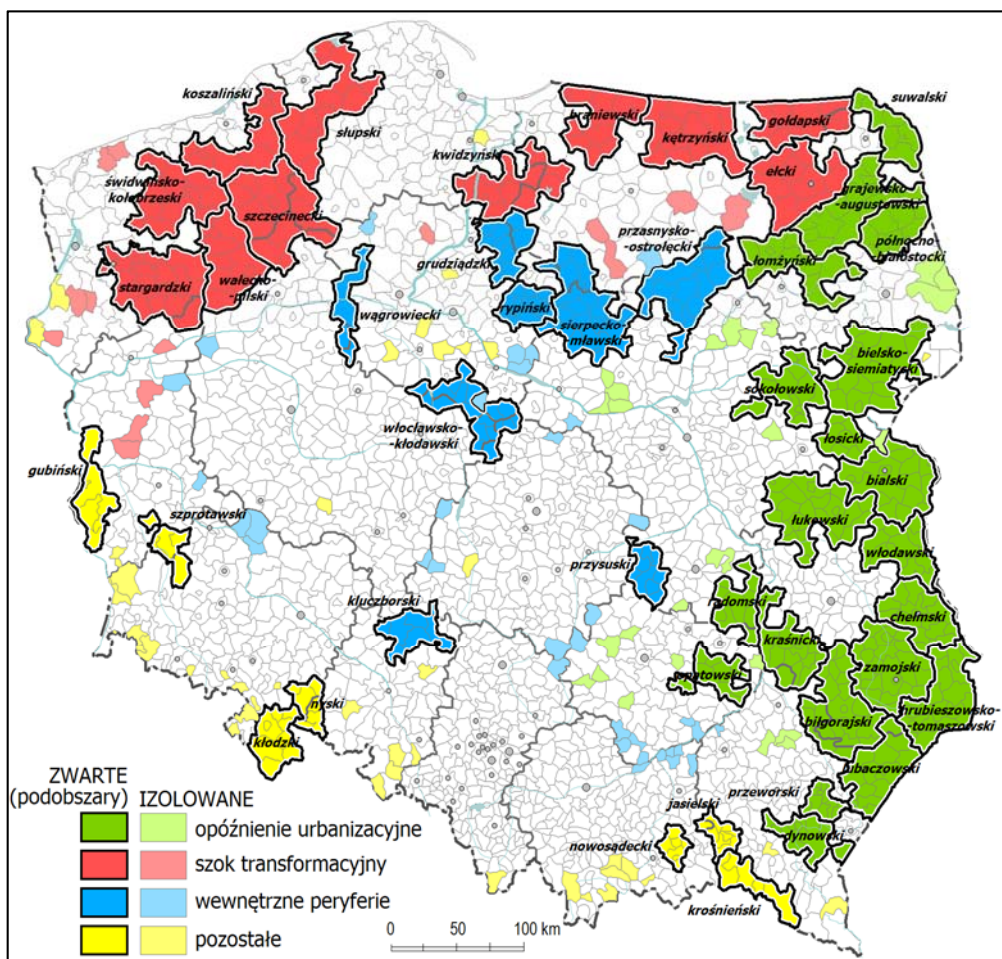 koszaliński
słupski
świdwińsko-
kołobrzeski
szczecinecki
stargardzki
wałecko-
-pilski
kwidzyński
braniewski
kętrzyński
gołdapski
suwalski
ełcki
grajewsko-
-augustowski
północno-
-białostocki
łomżyński
przasnysko-
-ostrołęcki
grudziądzki
rypiński
sierpecko-
mławski
wągrowiecki
włocławsko-
-kłodawski
bielsko-
siemiatyski
sokołowski
łosicki
bialski
łukowski
włodawski
gubiński
szprotawski
przysuski
radomski
kraśnicki
chełmski
zamojski
hrubieszowsko-
-tomaszowski
biłgorajski
opatowski
lubaczowski
kluczborski
nyski
kłodzki
przeworski
dynowski
jasielski
nowosądecki
krośnieński
ZWARTE
(podobszary) IZOLOWANE
opóźnienie urbanizacyjne
szok transformacyjny
wewnętrzne peryferie
pozostałe
0 50 100 km